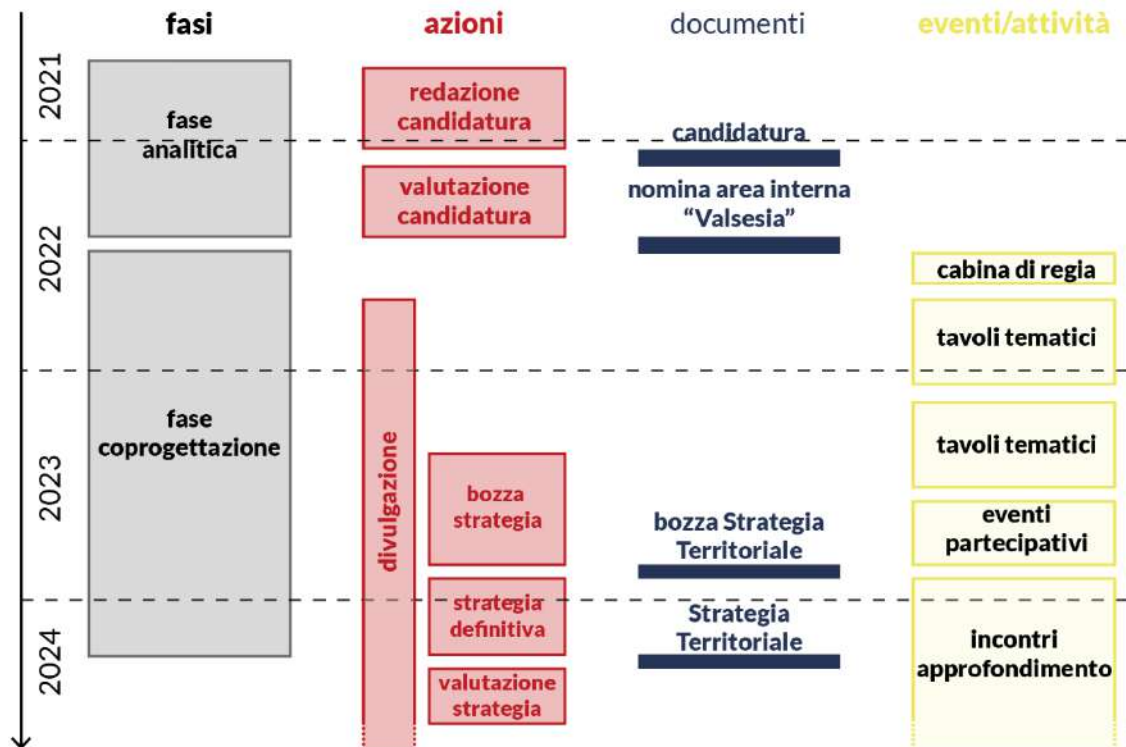 fasi
azioni
documenti
eventi/attività
2021
fase
analitica
redazione
candidatura
candidatura
valutazione
candidatura
nomina area interna
“Valsesia”
2022
cabina di regia
tavoli tematici
fase
coprogettazione
divulgazione
tavoli tematici
2023
bozza
strategia
bozza Strategia
Territoriale
eventi
partecipativi
strategia
definitiva
Strategia
Territoriale
incontri
approfondimento
2024
valutazione
strategia